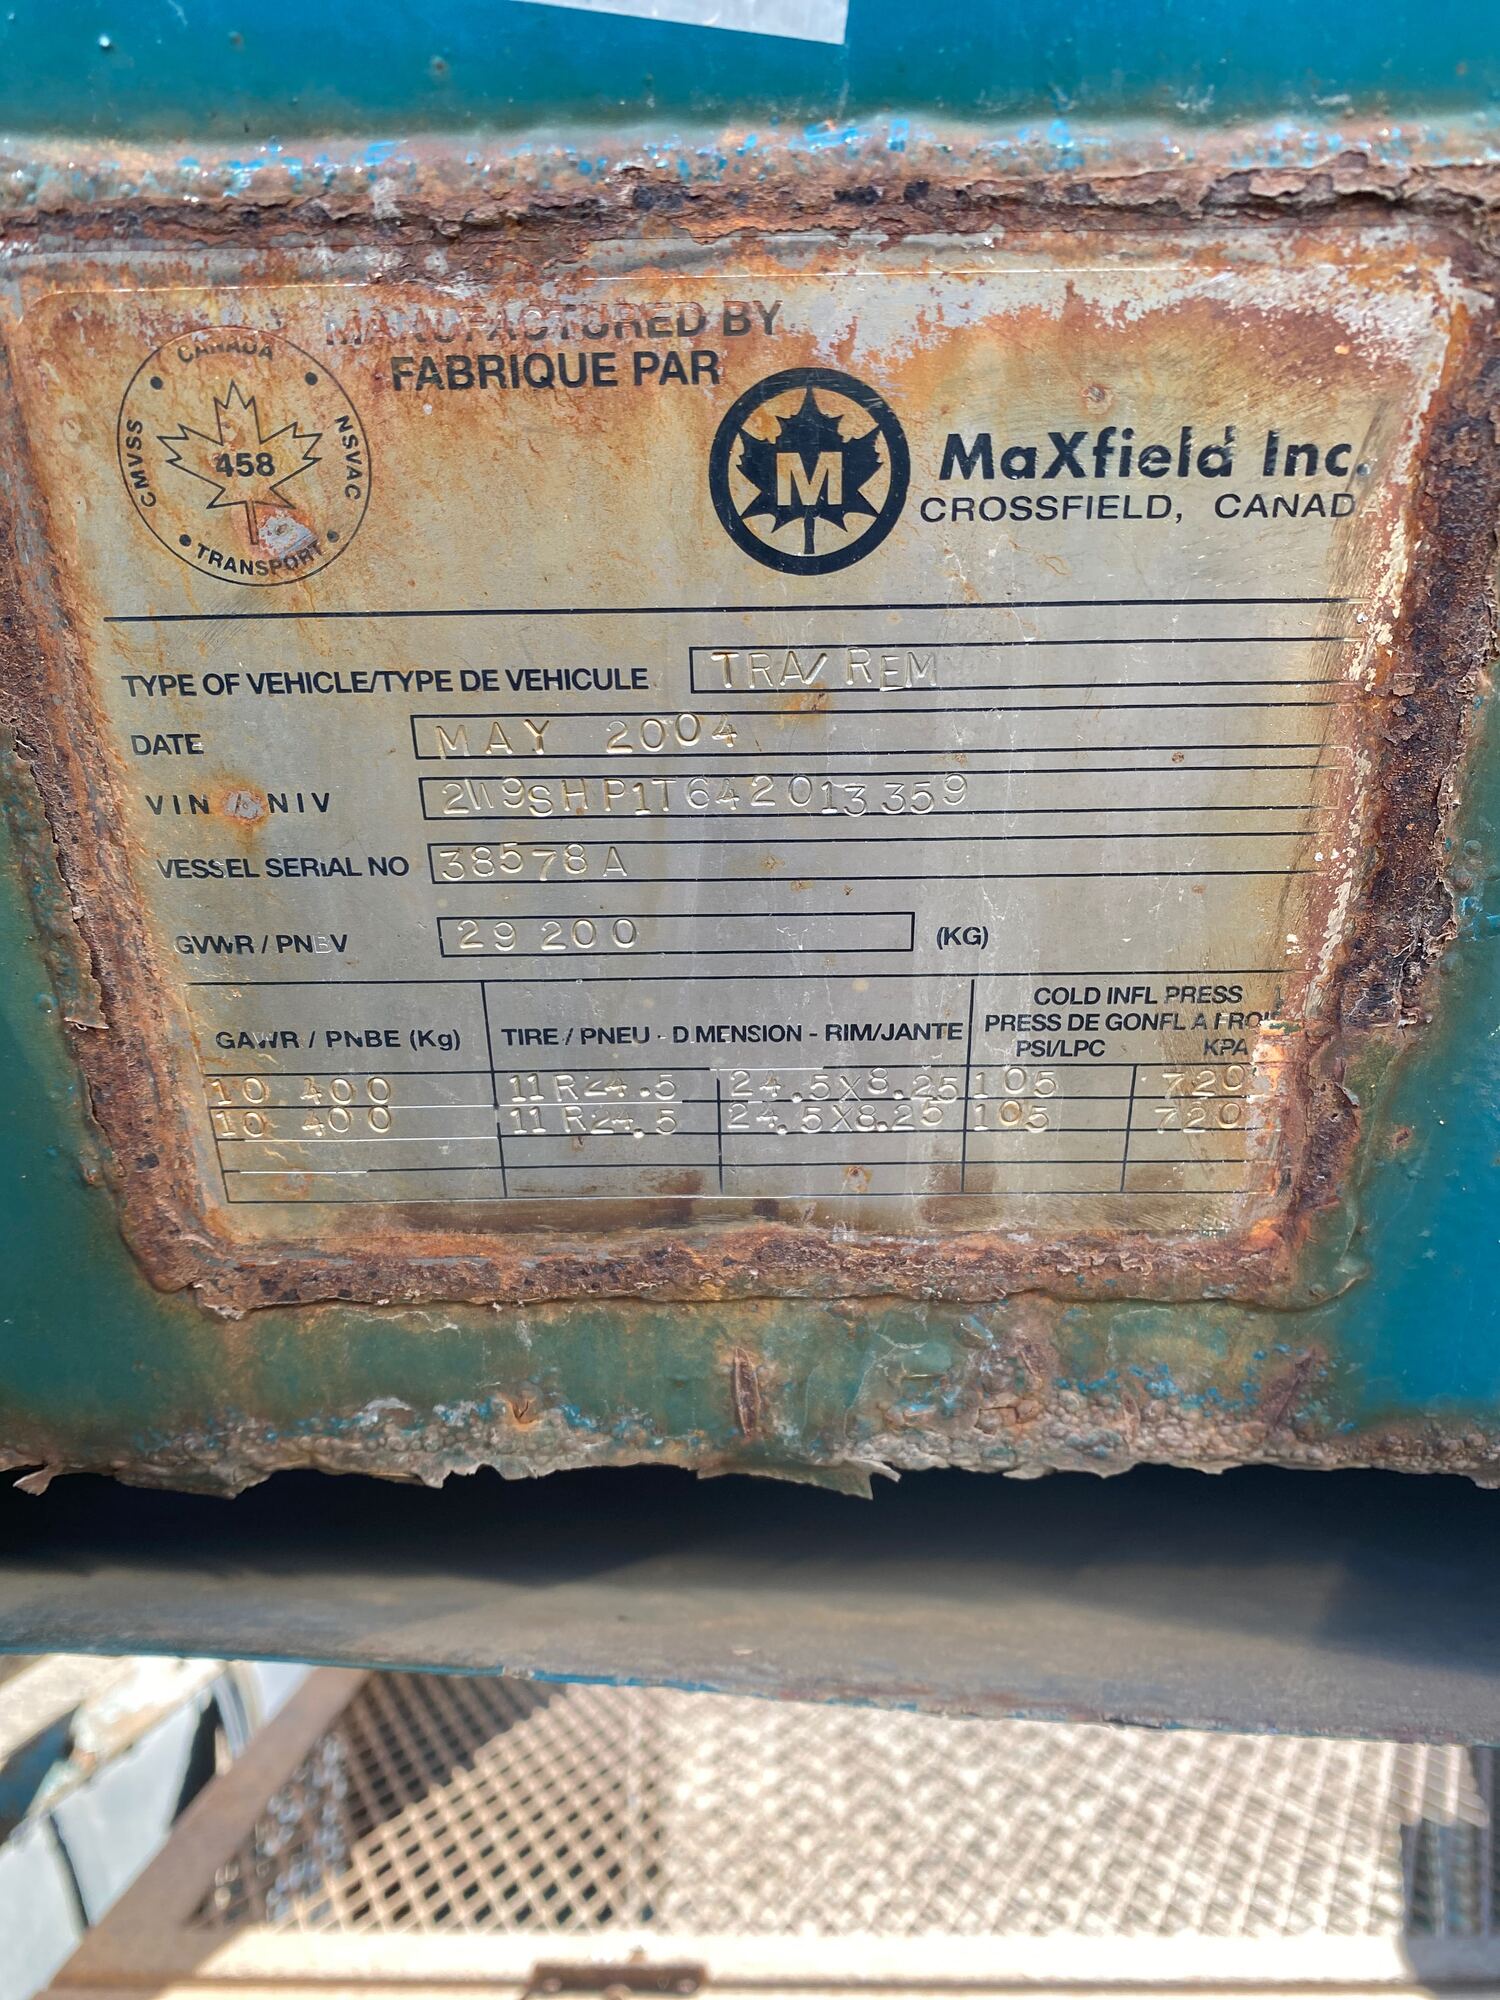 MANUFACTURED BY
FABRIQUE PAR
CANADA
CMVSS
NSVAC
458
TRANSPORT
M
MaXfield Inc.
CROSSFIELD, CANADA
TYPE OF VEHICLE/TYPE DE VEHICULE TRA/REM
DATE MAY 2004
VIN / NIV 2W9SHP1T642013359
VESSEL SERIAL NO 38578A
GVWR / PNBV 29 200 (KG)
GAWR / PNBE (Kg) TIRE / PNEU - DIMENSION - RIM/JANTE COLD INFL PRESS
PRESS DE GONFL A FROID
PSI/LPC KPA
10 400 11R24.5 24.5X8.25 105 720
10 400 11R24.5 24.5X8.25 105 720